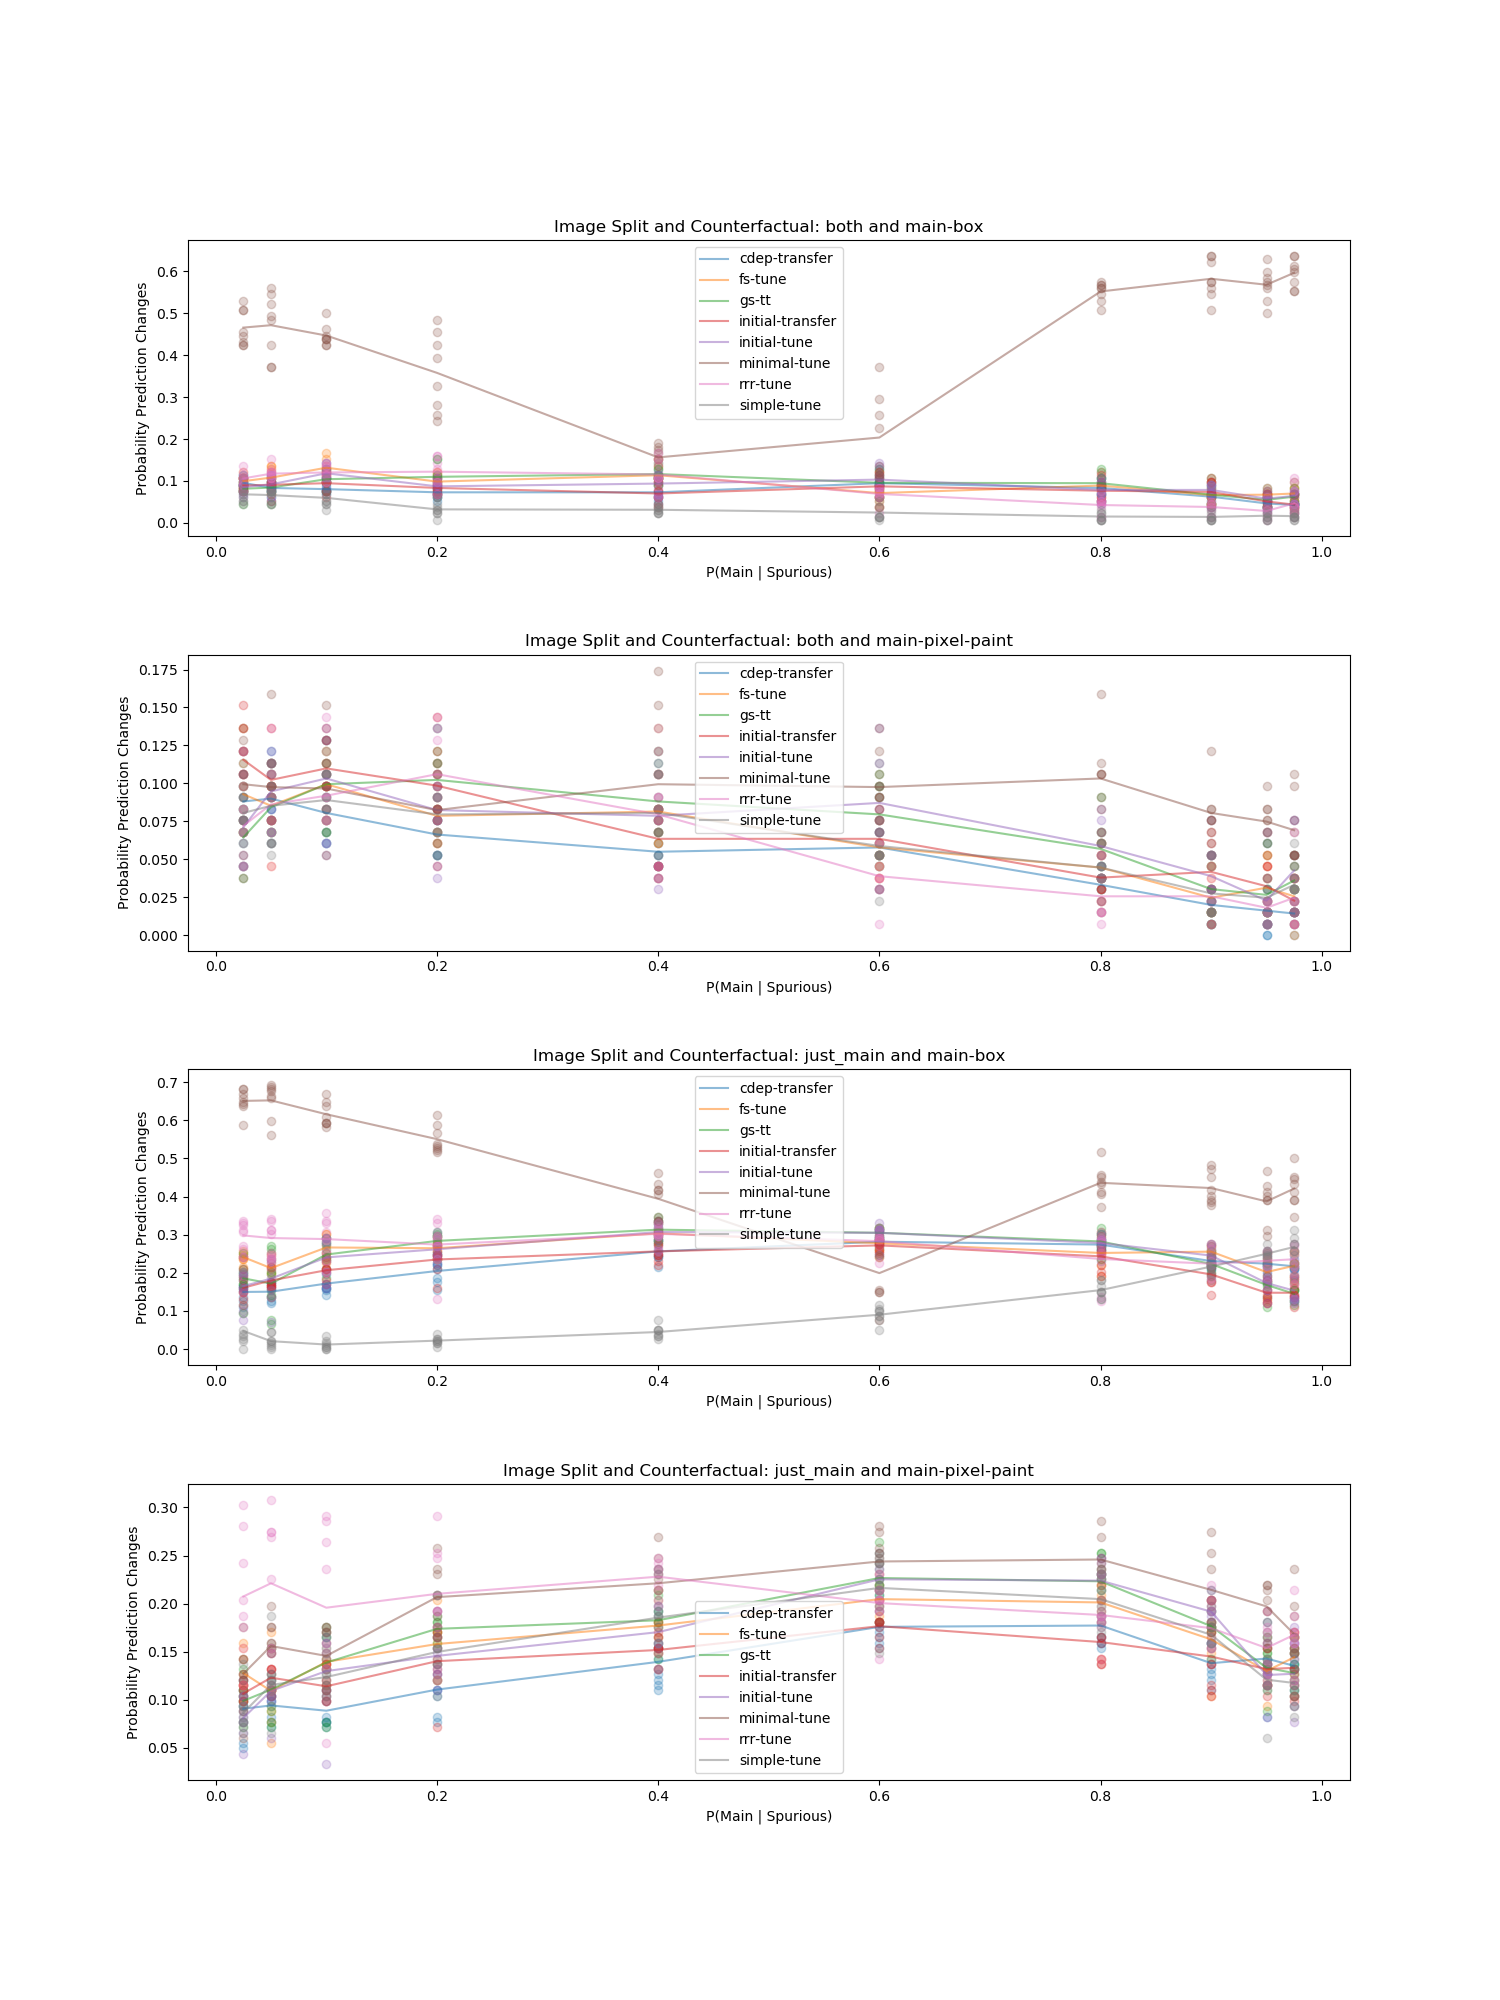 Image Split and Counterfactual: both and main-box
Probability Prediction Changes
0.6
0.5
0.4
0.3
0.2
0.1
0.0
cdep-transfer
fs-tune
gs-tt
initial-transfer
initial-tune
minimal-tune
rrr-tune
simple-tune
0.0 0.2 0.4 0.6 0.8 1.0
P(Main | Spurious)
Image Split and Counterfactual: both and main-pixel-paint
Probability Prediction Changes
0.175
0.150
0.125
0.100
0.075
0.050
0.025
0.000
cdep-transfer
fs-tune
gs-tt
initial-transfer
initial-tune
minimal-tune
rrr-tune
simple-tune
0.0 0.2 0.4 0.6 0.8 1.0
P(Main | Spurious)
Image Split and Counterfactual: just_main and main-box
Probability Prediction Changes
0.7
0.6
0.5
0.4
0.3
0.2
0.1
0.0
cdep-transfer
fs-tune
gs-tt
initial-transfer
initial-tune
minimal-tune
rrr-tune
simple-tune
0.0 0.2 0.4 0.6 0.8 1.0
P(Main | Spurious)
Image Split and Counterfactual: just_main and main-pixel-paint
Probability Prediction Changes
0.30
0.25
0.20
0.15
0.10
0.05
cdep-transfer
fs-tune
gs-tt
initial-transfer
initial-tune
minimal-tune
rrr-tune
simple-tune
0.0 0.2 0.4 0.6 0.8 1.0
P(Main | Spurious)